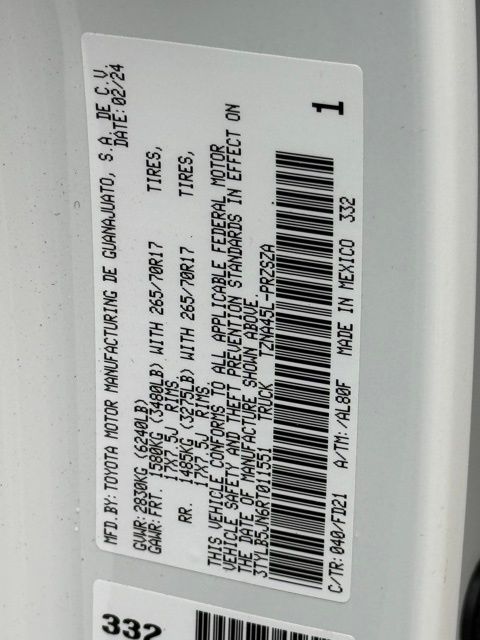 MFD.BY:TOYOTA MOTOR MANUFACTURING DE GUANAJUATO, S.A. DE C.V.
DATE:02/24
GVWR:2830KG (6240LB)
GAWR:FRT. 1580KG (3480LB) WITH 265/70R17 TIRES,
17X7.5J RIMS.
RR. 1485KG (3275LB) WITH 265/70R17 TIRES,
17X7.5J RIMS.
THIS VEHICLE CONFORMS TO ALL APPLICABLE FEDERAL MOTOR
VEHICLE SAFETY AND THEFT PREVENTION STANDARDS IN EFFECT ON
THE DATE OF MANUFACTURE SHOWN ABOVE.
3TYLB5JN6RT011551 TRUCK TZNA45L-PRZSZA
1
C/TR:040/FD21 A/TM:/AL80F MADE IN MEXICO 332
332